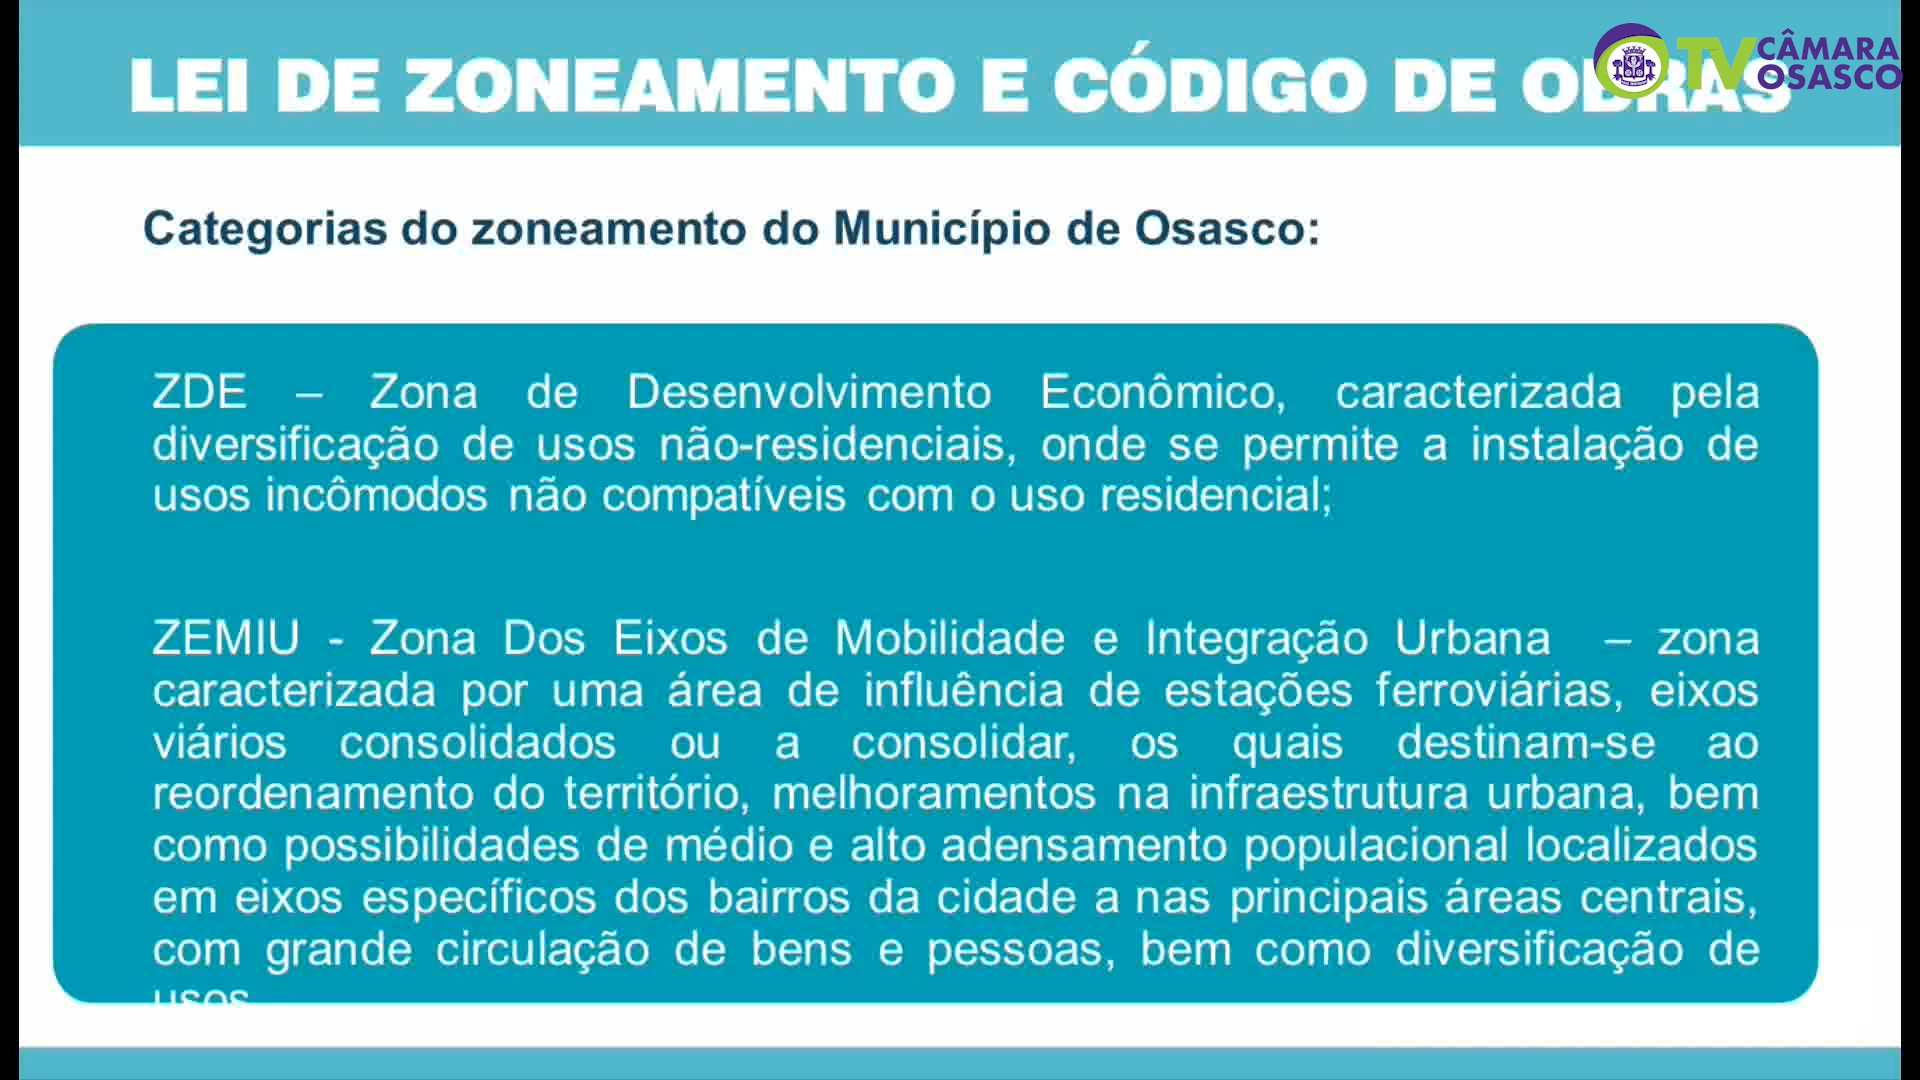 LEI DE ZONEAMENTO E CÓDIGO DE OBRAS
TV CÂMARA OSASCO
Categorias do zoneamento do Município de Osasco:
ZDE – Zona de Desenvolvimento Econômico, caracterizada pela
diversificação de usos não-residenciais, onde se permite a instalação de
usos incômodos não compatíveis com o uso residencial;
ZEMIU - Zona Dos Eixos de Mobilidade e Integração Urbana – zona
caracterizada por uma área de influência de estações ferroviárias, eixos
viários consolidados ou a consolidar, os quais destinam-se ao
reordenamento do território, melhoramentos na infraestrutura urbana, bem
como possibilidades de médio e alto adensamento populacional localizados
em eixos específicos dos bairros da cidade a nas principais áreas centrais,
com grande circulação de bens e pessoas, bem como diversificação de
usos